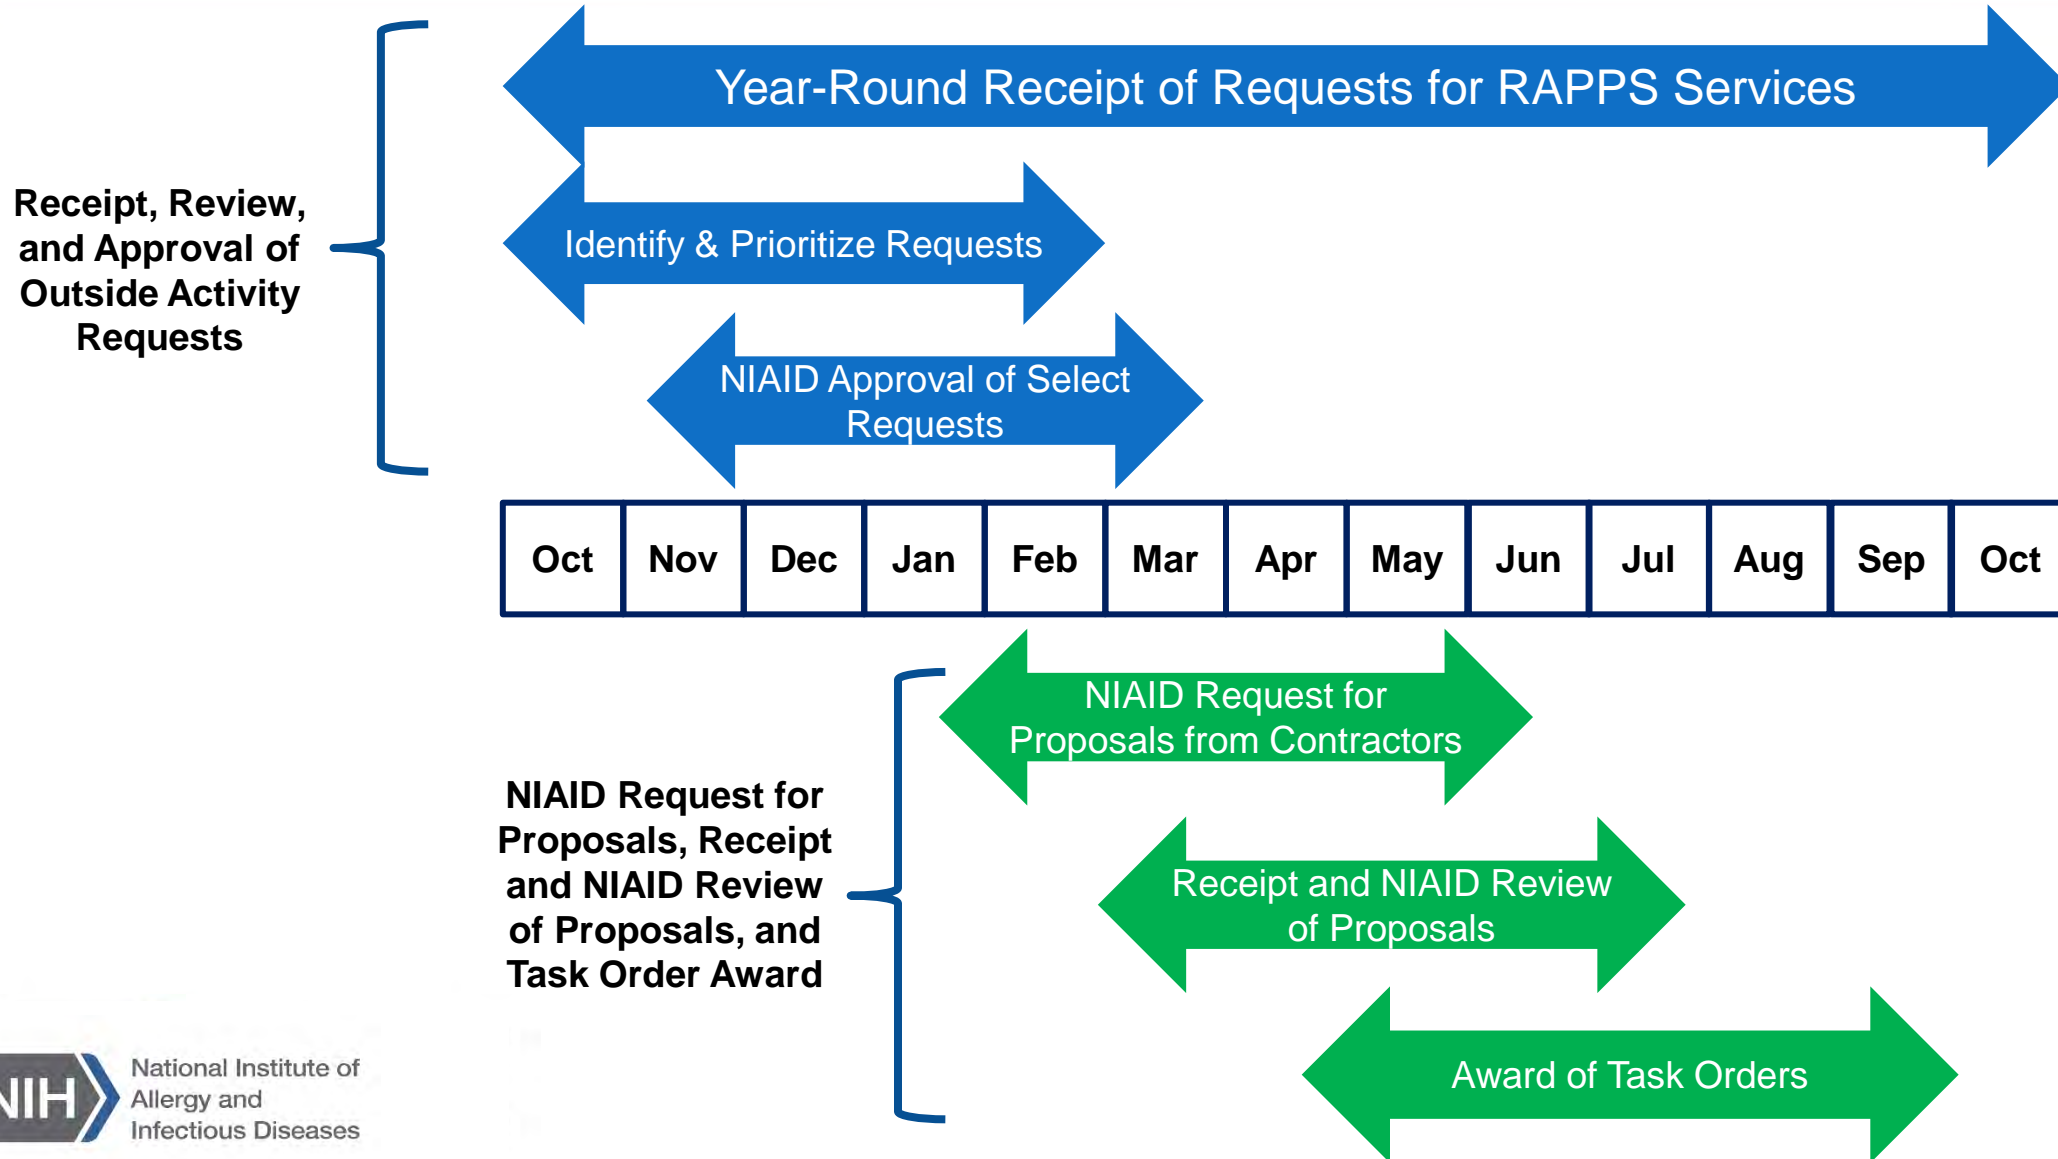 Year-Round Receipt of Requests for RAPPS Services
Receipt, Review,
and Approval of
Outside Activity
Requests
Identify & Prioritize Requests
NIAID Approval of Select
Requests
Oct Nov Dec Jan Feb Mar Apr May Jun Jul Aug Sep Oct
NIAID Request for
Proposals from Contractors
NIAID Request for
Proposals, Receipt
and NIAID Review
of Proposals, and
Task Order Award
Receipt and NIAID Review
of Proposals
Award of Task Orders
NIH
National Institute of
Allergy and
Infectious Diseases